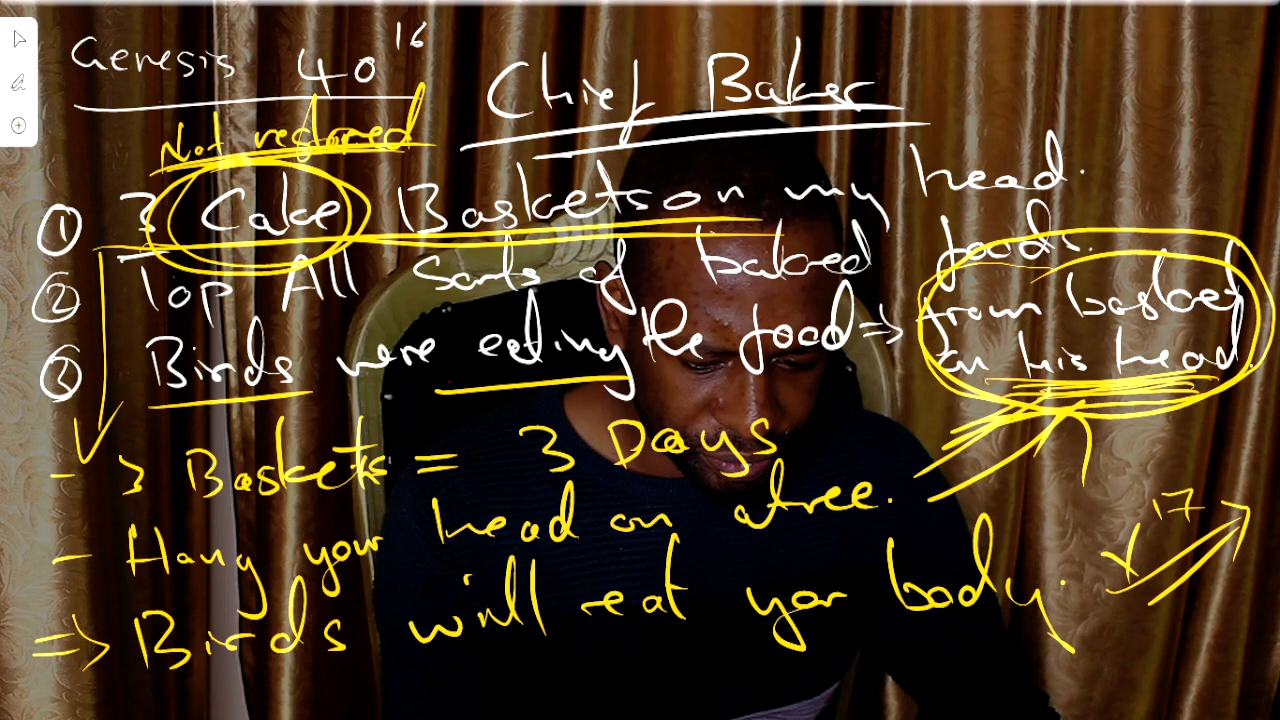 Genesis 40 16
Chief Baker
Not restored
① 3 Cake Baskets on my head.
② Top All sorts of baked foods.
③ Birds were eating the food => from basket on his head.
- 3 Baskets = 3 Days
- Hang your head on a tree.
=> Birds will eat your body. V 17